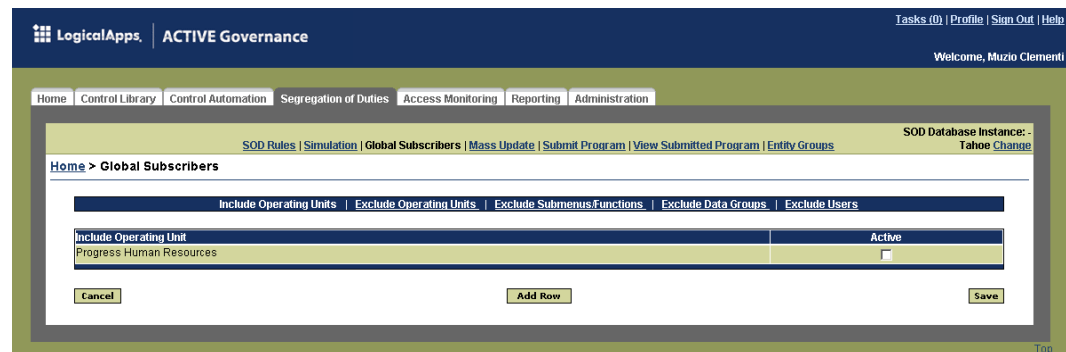 Tasks (0) | Profile | Sign Out | Help
LogicalApps. | ACTIVE Governance
Welcome, Muzio Clementi
Home Control Library Control Automation Segregation of Duties Access Monitoring Reporting Administration
SOD Database Instance: -
SOD Rules | Simulation | Global Subscribers | Mass Update | Submit Program | View Submitted Program | Entity Groups Tahoe Change
Home > Global Subscribers
Include Operating Units | Exclude Operating Units | Exclude Submenus/Functions | Exclude Data Groups | Exclude Users
Include Operating Unit Active
Progress Human Resources
Cancel Add Row Save
Top